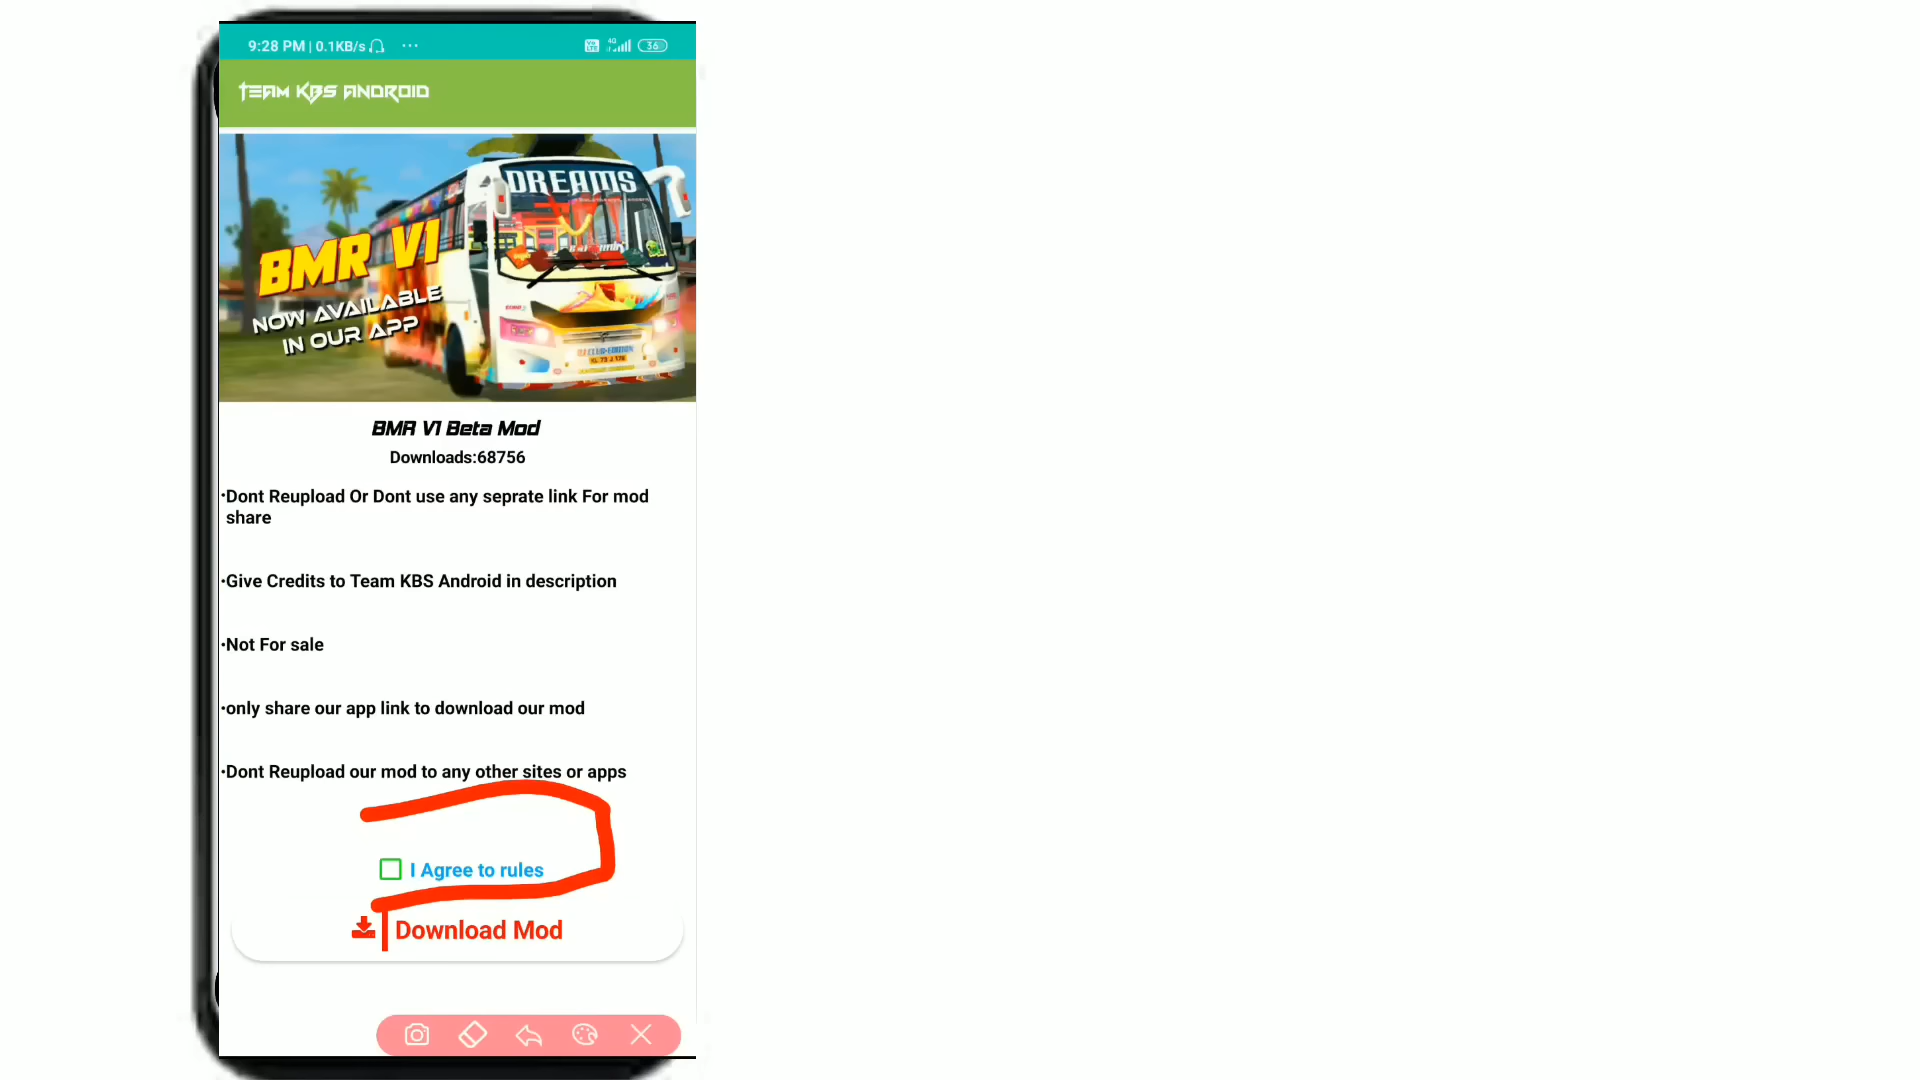 9:28 PM | 0.1KB/s
4G
36
TEAM KBS ANDROID
DREAMS
BMR V1
NOW AVAILABLE
IN OUR APP
BMR V1 Beta Mod
Downloads:68756
•Dont Reupload Or Dont use any seprate link For mod
share
•Give Credits to Team KBS Android in description
•Not For sale
•only share our app link to download our mod
•Dont Reupload our mod to any other sites or apps
I Agree to rules
Download Mod